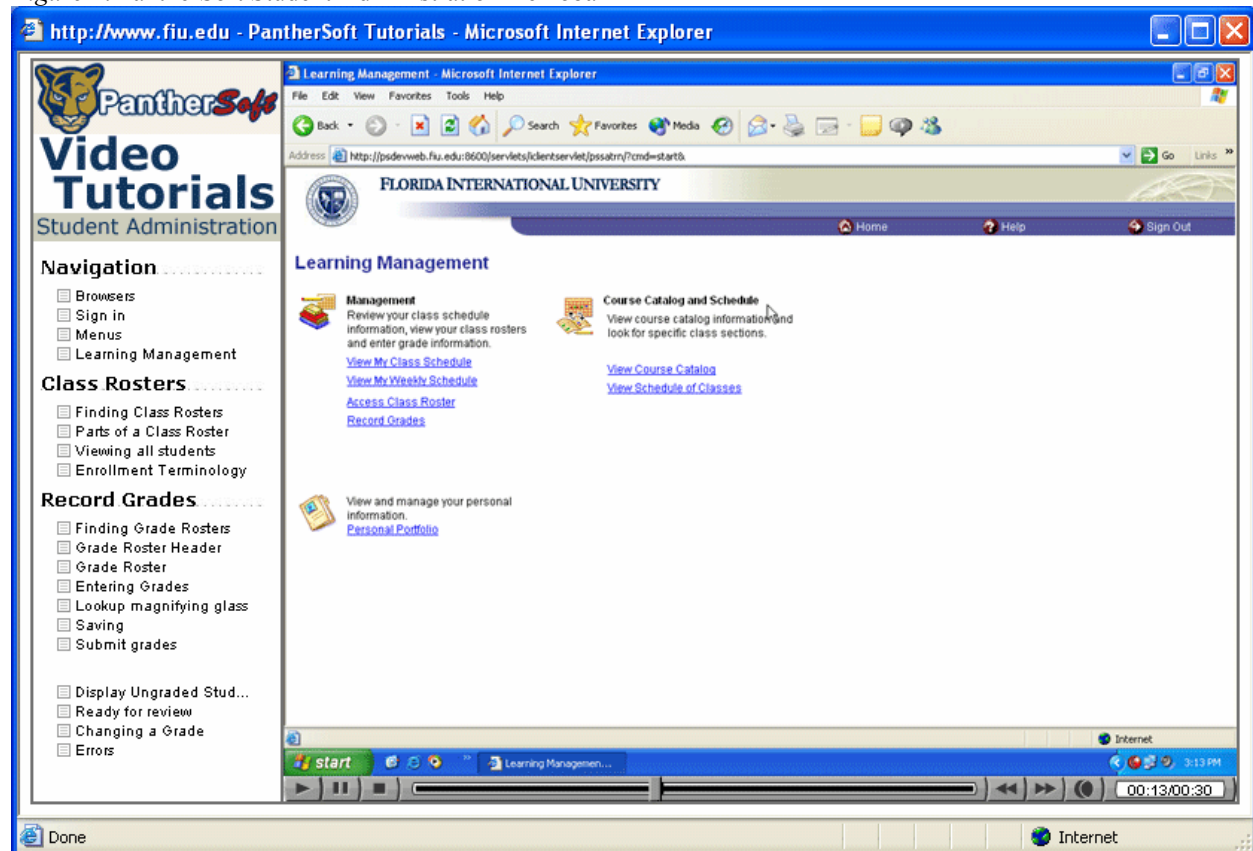 http://www.fiu.edu - PantherSoft Tutorials - Microsoft Internet Explorer
PantherSoft
Video
Tutorials
Student Administration
Navigation
Browsers
Sign in
Menus
Learning Management
Class Rosters
Finding Class Rosters
Parts of a Class Roster
Viewing all students
Enrollment Terminology
Record Grades
Finding Grade Rosters
Grade Roster Header
Grade Roster
Entering Grades
Lookup magnifying glass
Saving
Submit grades
Display Ungraded Stud...
Ready for review
Changing a Grade
Errors
Learning Management - Microsoft Internet Explorer
File Edit View Favorites Tools Help
Back Search Favorites Media
Address http://psdevweb.fiu.edu:8600/servlets/iclientservlet/pssatrn/?cmd=start& Go Links »
FLORIDA INTERNATIONAL UNIVERSITY
Home Help Sign Out
Learning Management
Management
Review your class schedule
information, view your class rosters
and enter grade information.
View My Class Schedule
View My Weekly Schedule
Access Class Roster
Record Grades
Course Catalog and Schedule
View course catalog information and
look for specific class sections.
View Course Catalog
View Schedule of Classes
View and manage your personal
information.
Personal Portfolio
Internet
start » Learning Managemen... 3:13 PM
00:13/00:30
Done Internet